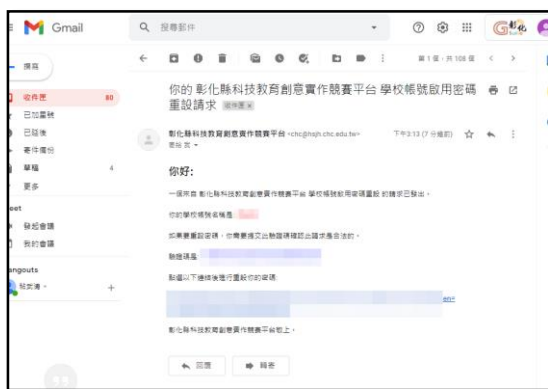 Gmail
搜尋郵件
撰寫
收件匣 80
已加星號
已延後
寄件備份
草稿 4
更多
eet
發起會議
我的會議
angouts
第 1 個，共 108 個
你的 彰化縣科技教育創意實作競賽平台 學校帳號啟用密碼
重設請求 收件匣 x
彰化縣科技教育創意實作競賽平台 <chc@hsjh.chc.edu.tw>
下午3:13 (7 分鐘前)
寄給 我
你好:
一個來自 彰化縣科技教育創意實作競賽平台 學校帳號啟用密碼重設 的請求已發出。
你的學校帳號名稱是
如果要重設密碼，你需要提交此驗證碼確認此請求是合法的。
驗證碼是
點選以下連結後進行重設你的密碼:
en=
彰化縣科技教育創意實作競賽平台敬上。
回覆
轉寄